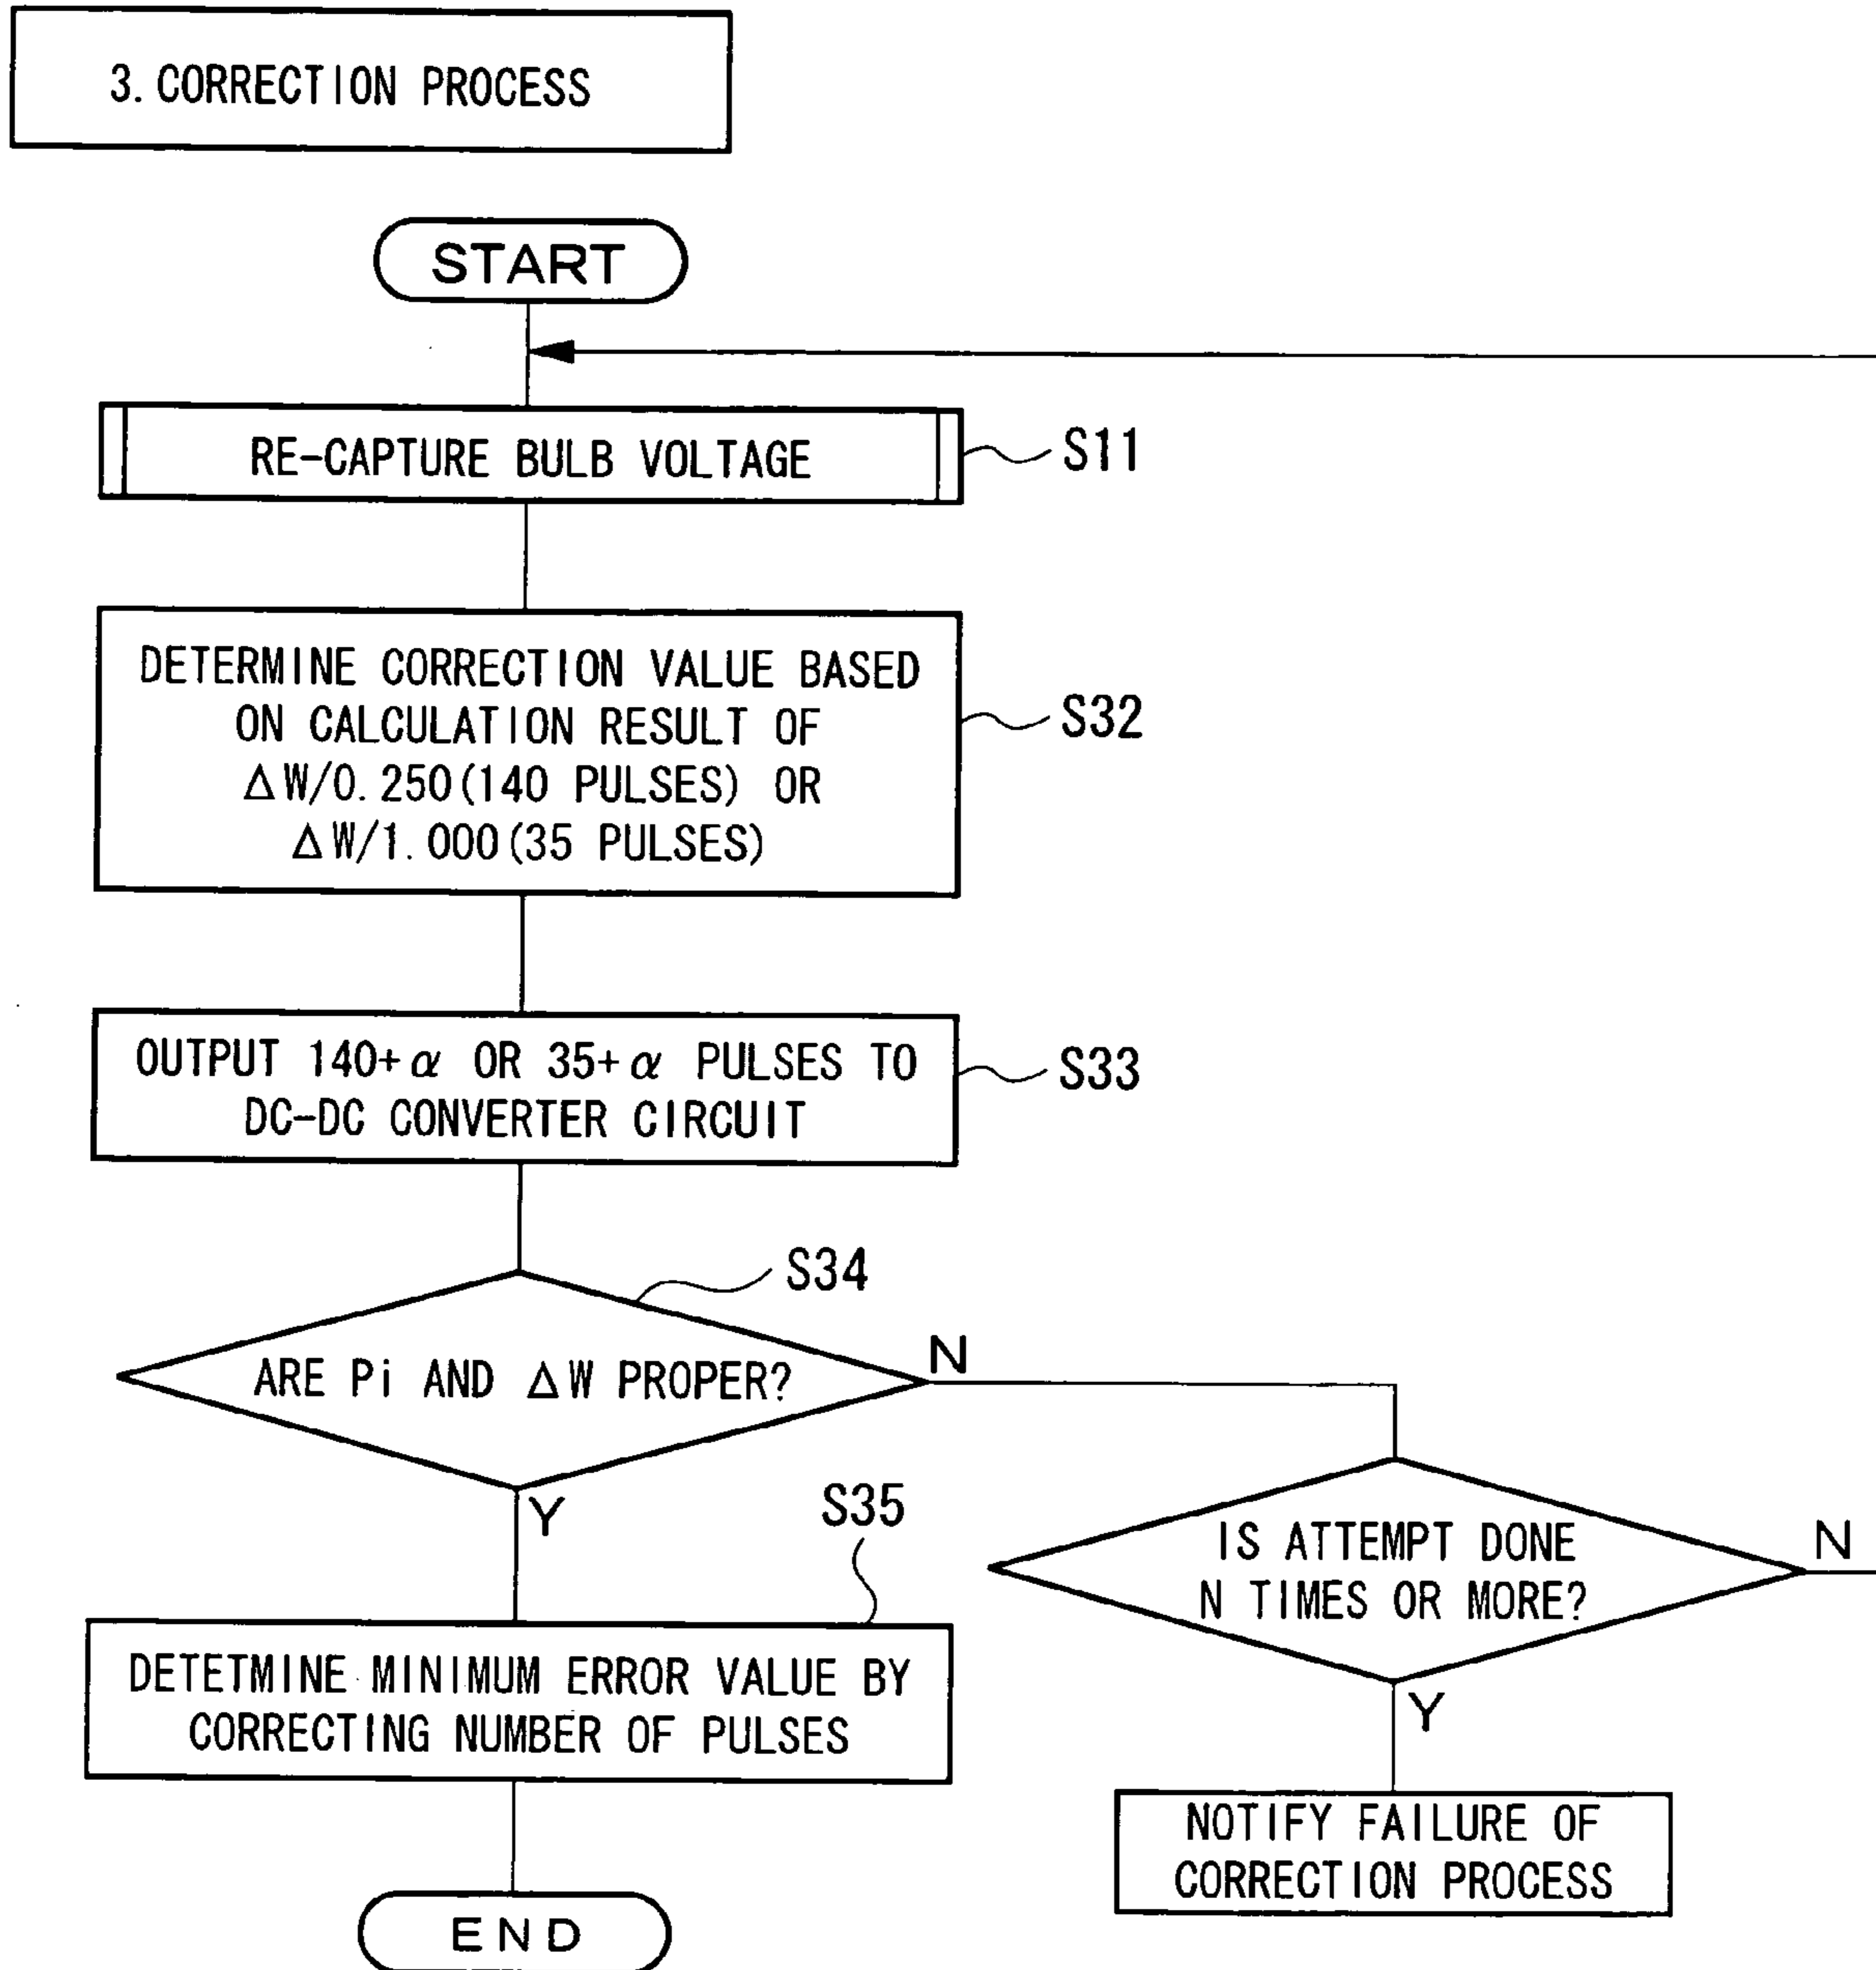 3. CORRECTION PROCESS
START
RE-CAPTURE BULB VOLTAGE
S11
DETERMINE CORRECTION VALUE BASED
ON CALCULATION RESULT OF
ΔW/0.250(140 PULSES) OR
ΔW/1.000(35 PULSES)
S32
OUTPUT 140+α OR 35+α PULSES TO
DC-DC CONVERTER CIRCUIT
S33
S34
ARE Pi AND ΔW PROPER?
N
Y
IS ATTEMPT DONE
N TIMES OR MORE?
N
Y
S35
DETETMINE MINIMUM ERROR VALUE BY
CORRECTING NUMBER OF PULSES
NOTIFY FAILURE OF
CORRECTION PROCESS
END